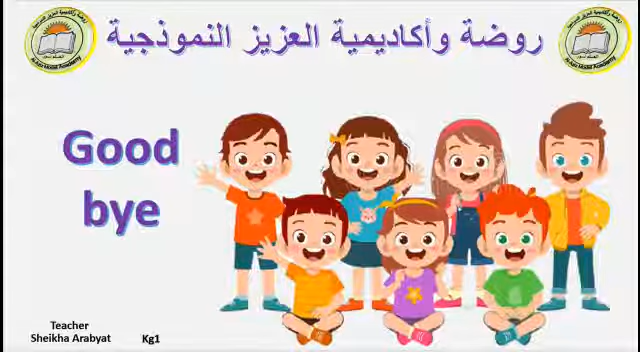 روضة وأكاديمية العزيز النموذجية
Good
bye
Teacher
Sheikha Arabyat
Kg1